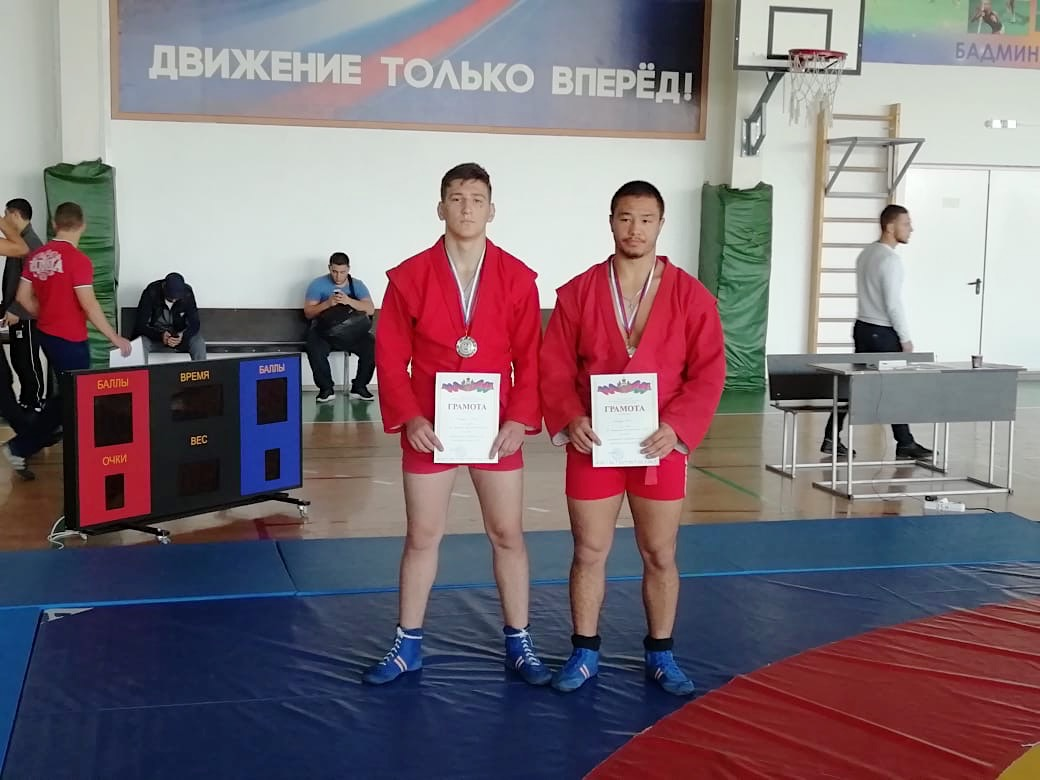 ДВИЖЕНИЕ ТОЛЬКО ВПЕРЁД!
БАДМИН
БАЛЛЫ
ВРЕМЯ
БАЛЛЫ
ВЕС
ОЧКИ
ГРАМОТА
ГРАМОТА